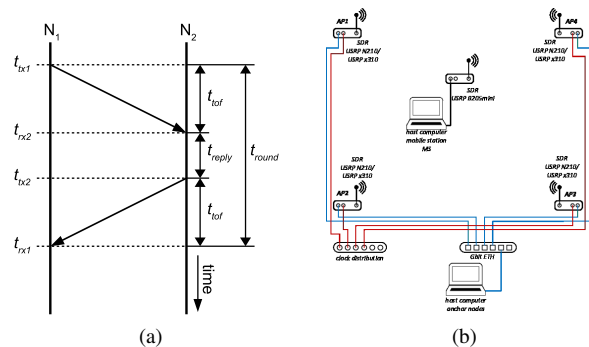 N1
N2
ttx1
trx2
ttx2
trx1
ttof
treply
ttof
tround
time
(a)
AP1
SDR
USRP N210/
USRP x310
AP4
SDR
USRP N210/
USRP x310
SDR
USRP B205mini
host computer
mobile station
MS
SDR
USRP N210/
USRP x310
AP2
SDR
USRP N210/
USRP x310
AP3
clock distribution
GNX ETH
host computer
anchor nodes
(b)